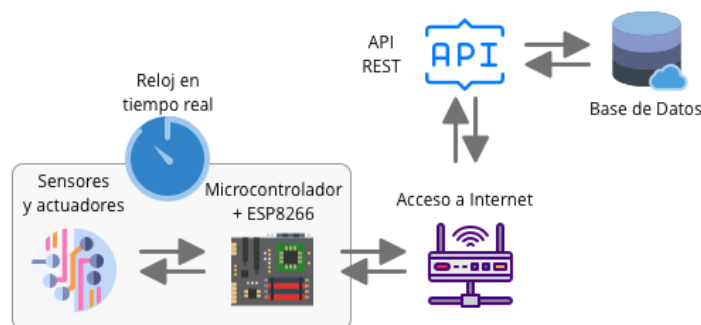 API
REST
API
Base de Datos
Reloj en
tiempo real
Sensores
y actuadores
Microcontrolador
+ ESP8266
Acceso a Internet